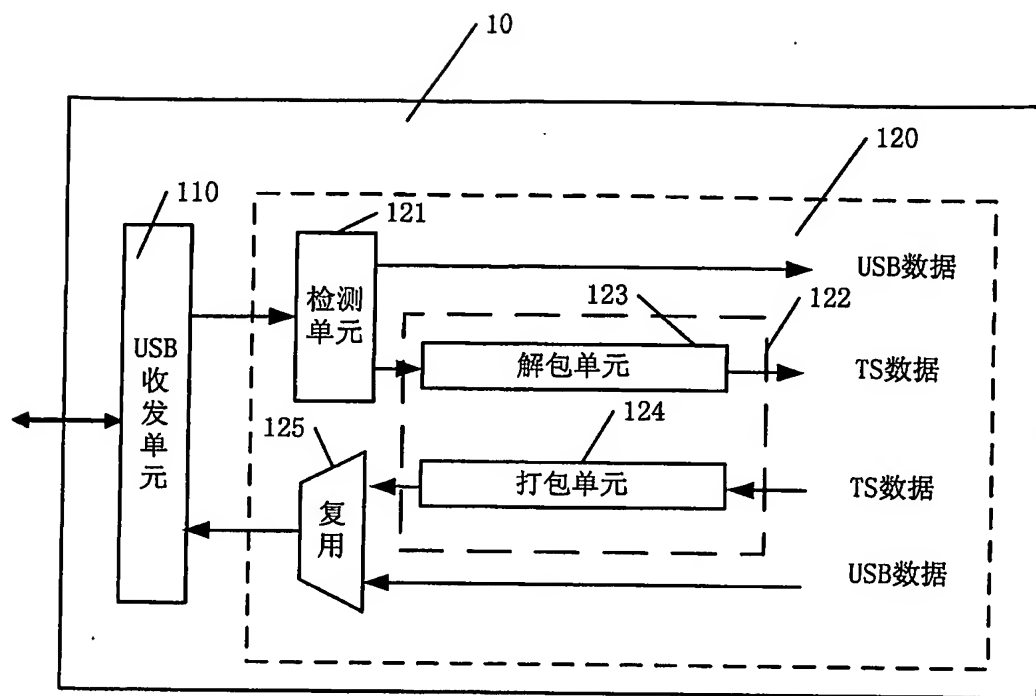 10
120
110
121
USB数据
检测
单元
123
122
USB
收
发
单
元
解包单元
TS数据
124
125
打包单元
TS数据
复
用
USB数据